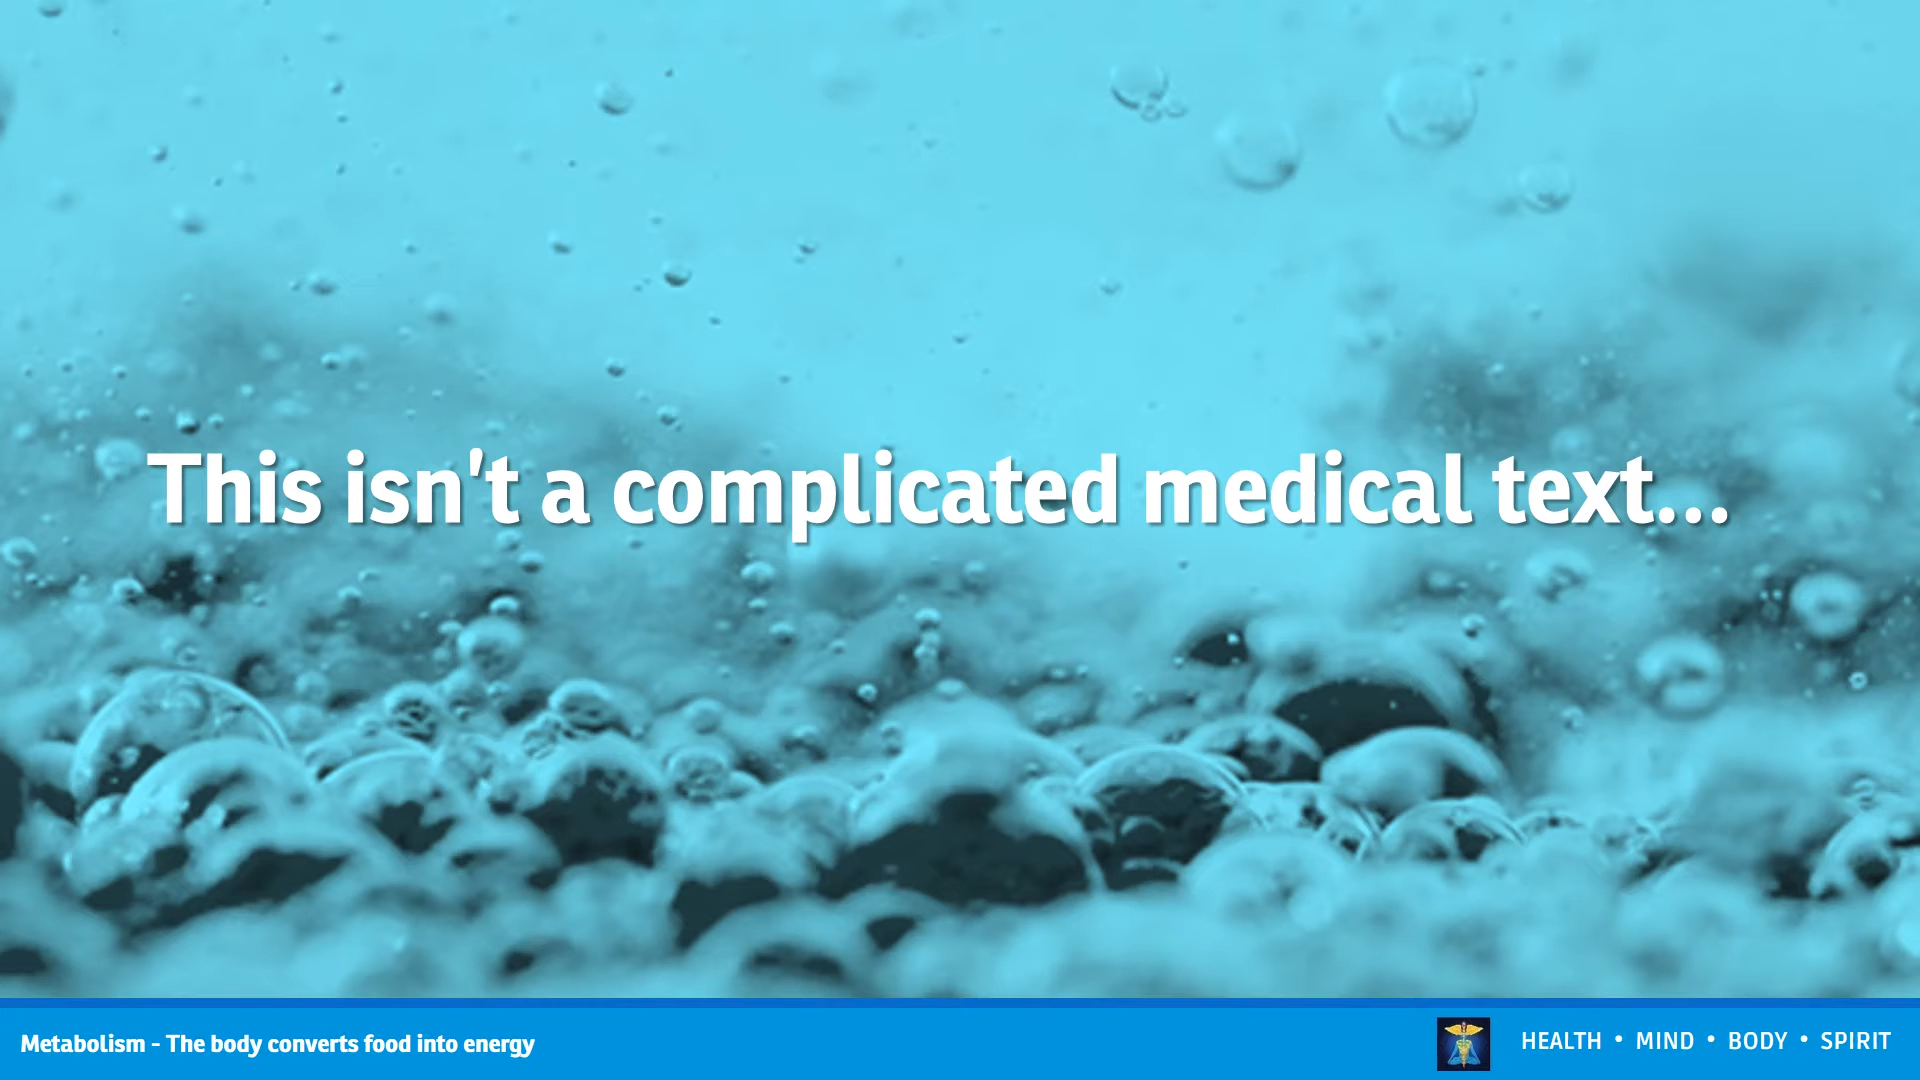 This isn't a complicated medical text...
Metabolism - The body converts food into energy
HEALTH • MIND • BODY • SPIRIT